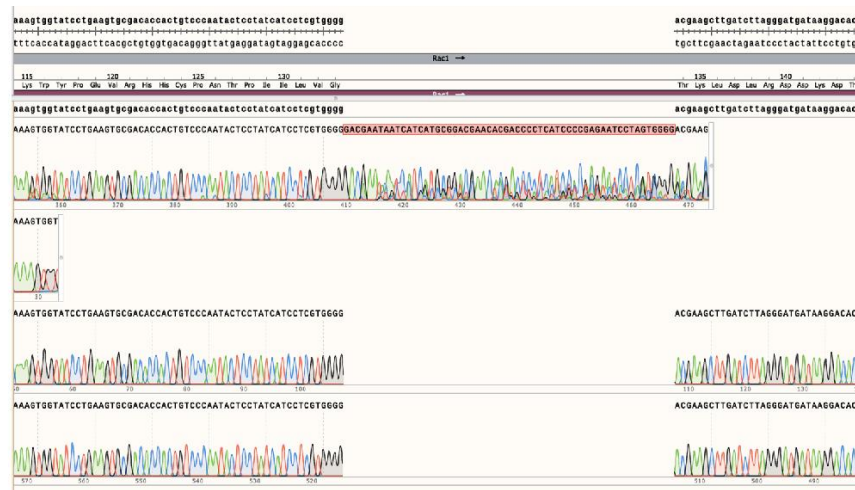 aaagtggtatcctgaagtgcgacaccactgtcccaatactcctatcatcctcgtgggg acgaagcttgatcttagggatgataaggacac
tttcaccataggacttcacgctgtggtgacagggttatgaggatagtaggagcacccc tgcttcgaactagaatccctactattcctgtg
Rac1
115 120 125 130 135 140
Lys Trp Tyr Pro Glu Val Arg His His Cys Pro Asn Thr Pro Ile Ile Leu Val Gly Thr Lys Leu Asp Leu Arg Asp Asp Lys Asp
Rac1
aaagtggtatcctgaagtgcgacaccactgtcccaatactcctatcatcctcgtgggg acgaagcttgatcttagggatgataaggacac
AAAGTGGTATCCTGAAGTGCGACACCACTGTCCCAATACTCCTATCATCCTCGTGGGGGACGAATAATCATCATGCGGACGAACACGACCCCTCATCCCCGAGAATCCTAGTGGGGACGAAG
360 370 380 390 400 410 420 430 440 450 460 470
AAAGTGGT
30
AAAGTGGTATCCTGAAGTGCGACACCACTGTCCCAATACTCCTATCATCCTCGTGGGG ACGAAGCTTGATCTTAGGGATGATAAGGACAC
60 70 80 90 100 110 120 130
AAAGTGGTATCCTGAAGTGCGACACCACTGTCCCAATACTCCTATCATCCTCGTGGGG ACGAAGCTTGATCTTAGGGATGATAAGGACAC
570 560 550 540 530 520 510 500 490